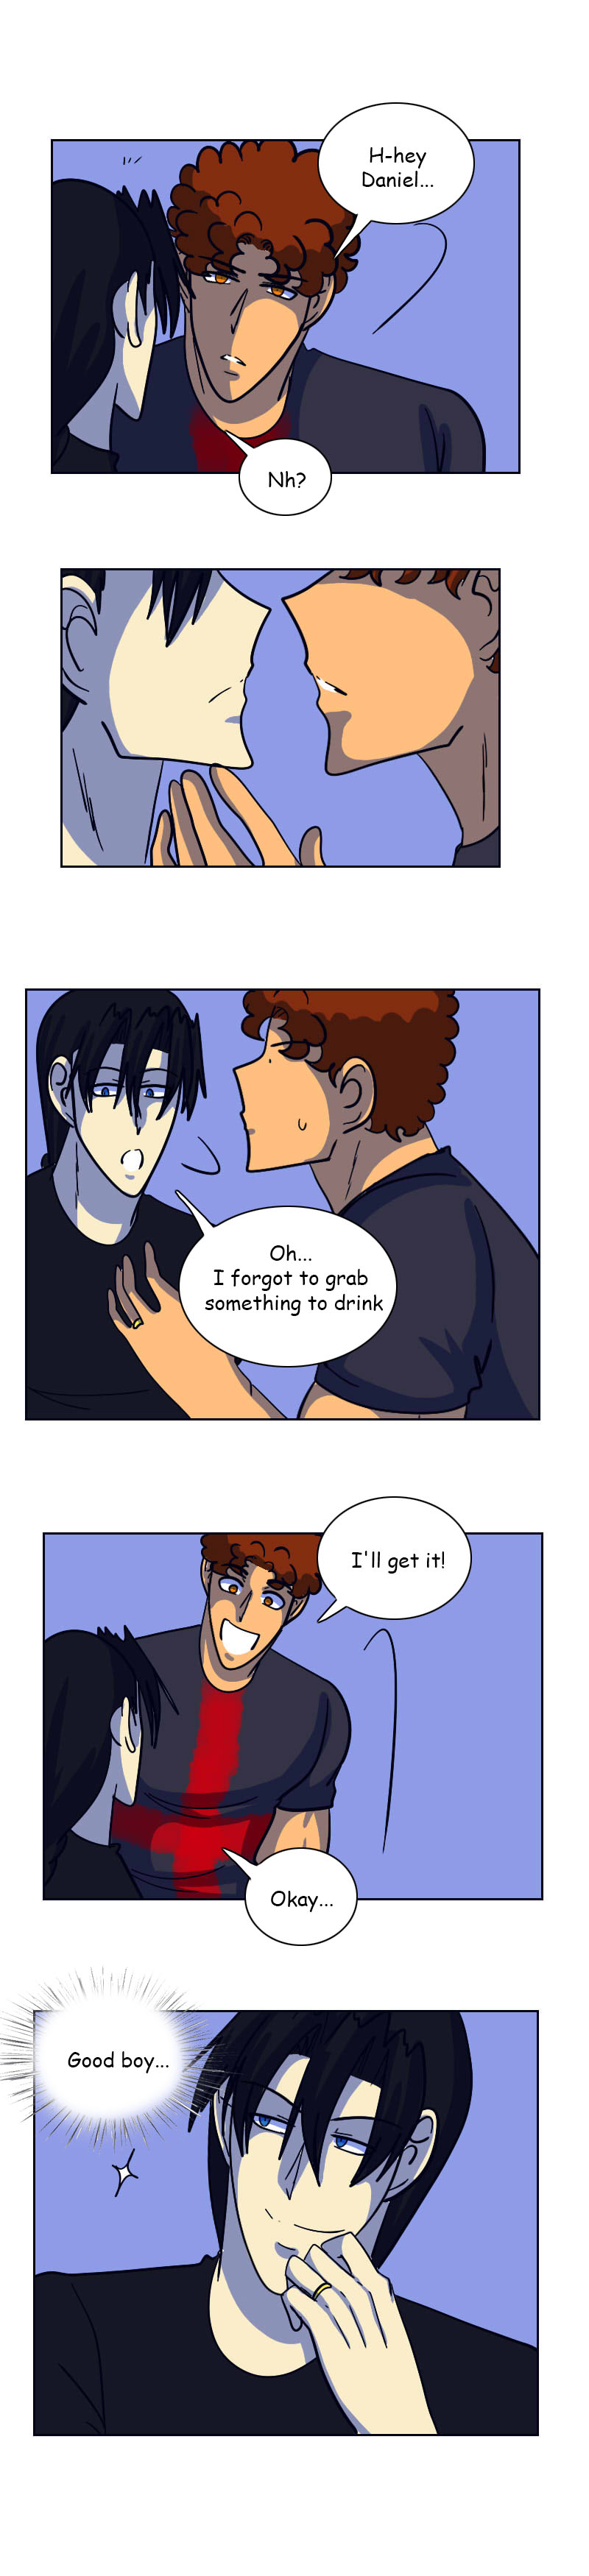 H-hey
Daniel...
Nh?
Oh...
I forgot to grab
something to drink
I'll get it!
Okay...
Good boy...